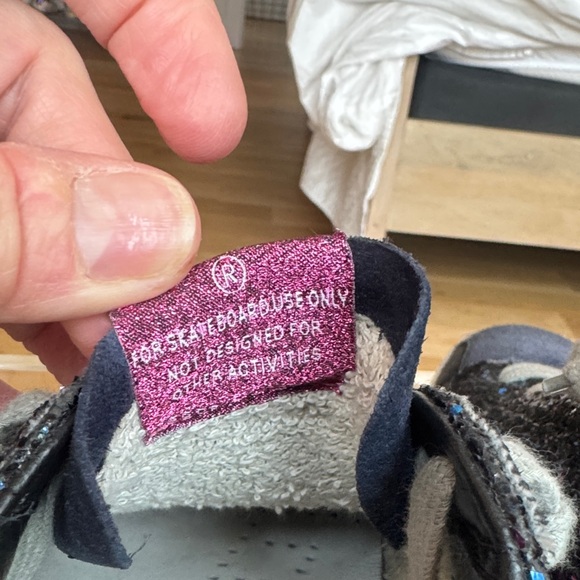 ®
FOR SKATEBOARD USE ONLY
NOT DESIGNED FOR
OTHER ACTIVITIES